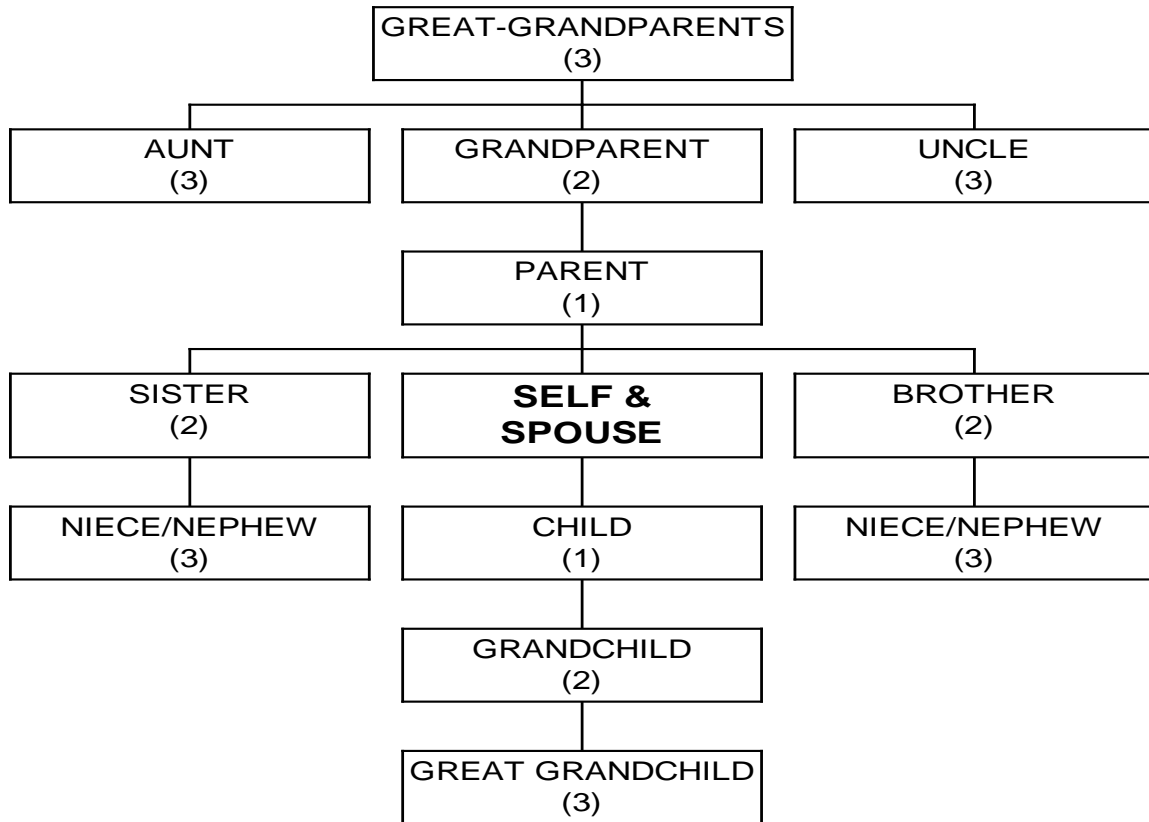 GREAT-GRANDPARENTS
(3)
AUNT
(3)
GRANDPARENT
(2)
UNCLE
(3)
PARENT
(1)
SISTER
(2)
SELF &
SPOUSE
BROTHER
(2)
NIECE/NEPHEW
(3)
CHILD
(1)
NIECE/NEPHEW
(3)
GRANDCHILD
(2)
GREAT GRANDCHILD
(3)